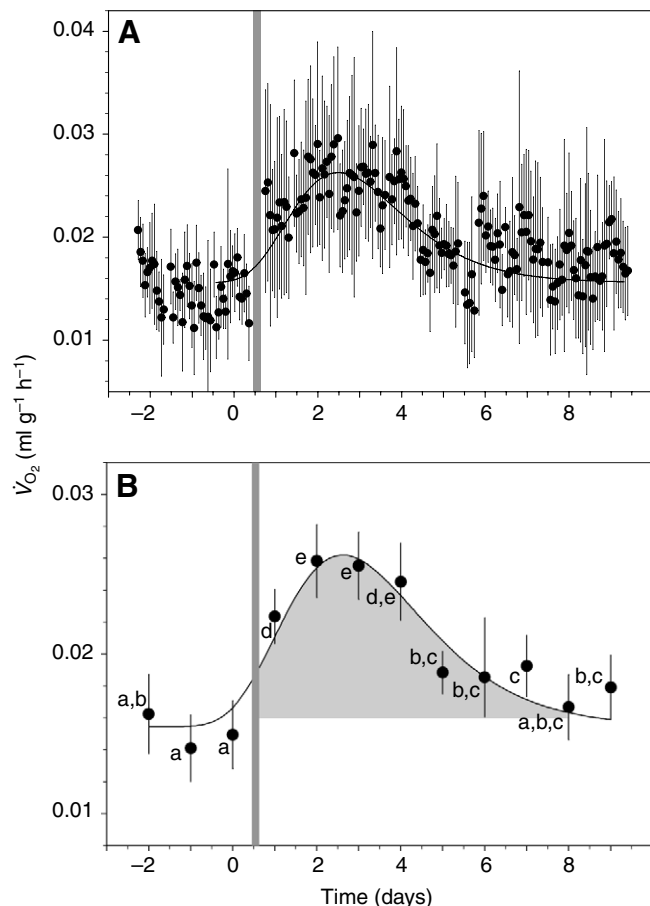 A
0.04
0.03
0.02
0.01
−2 0 2 4 6 8
V̇O₂ (ml g⁻¹ h⁻¹)
B
0.03
0.02
0.01
a,b
a
a
d
e
e
d,e
b,c
b,c
c
a,b,c
b,c
−2 0 2 4 6 8
Time (days)